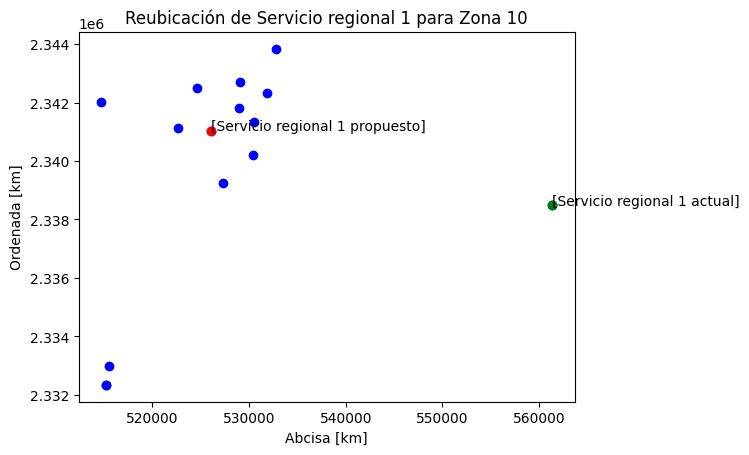 Reubicación de Servicio regional 1 para Zona 10
1e6
2.344
2.342
2.340
2.338
2.336
2.334
2.332
Ordenada [km]
[Servicio regional 1 propuesto]
[Servicio regional 1 actual]
520000 530000 540000 550000 560000
Abcisa [km]